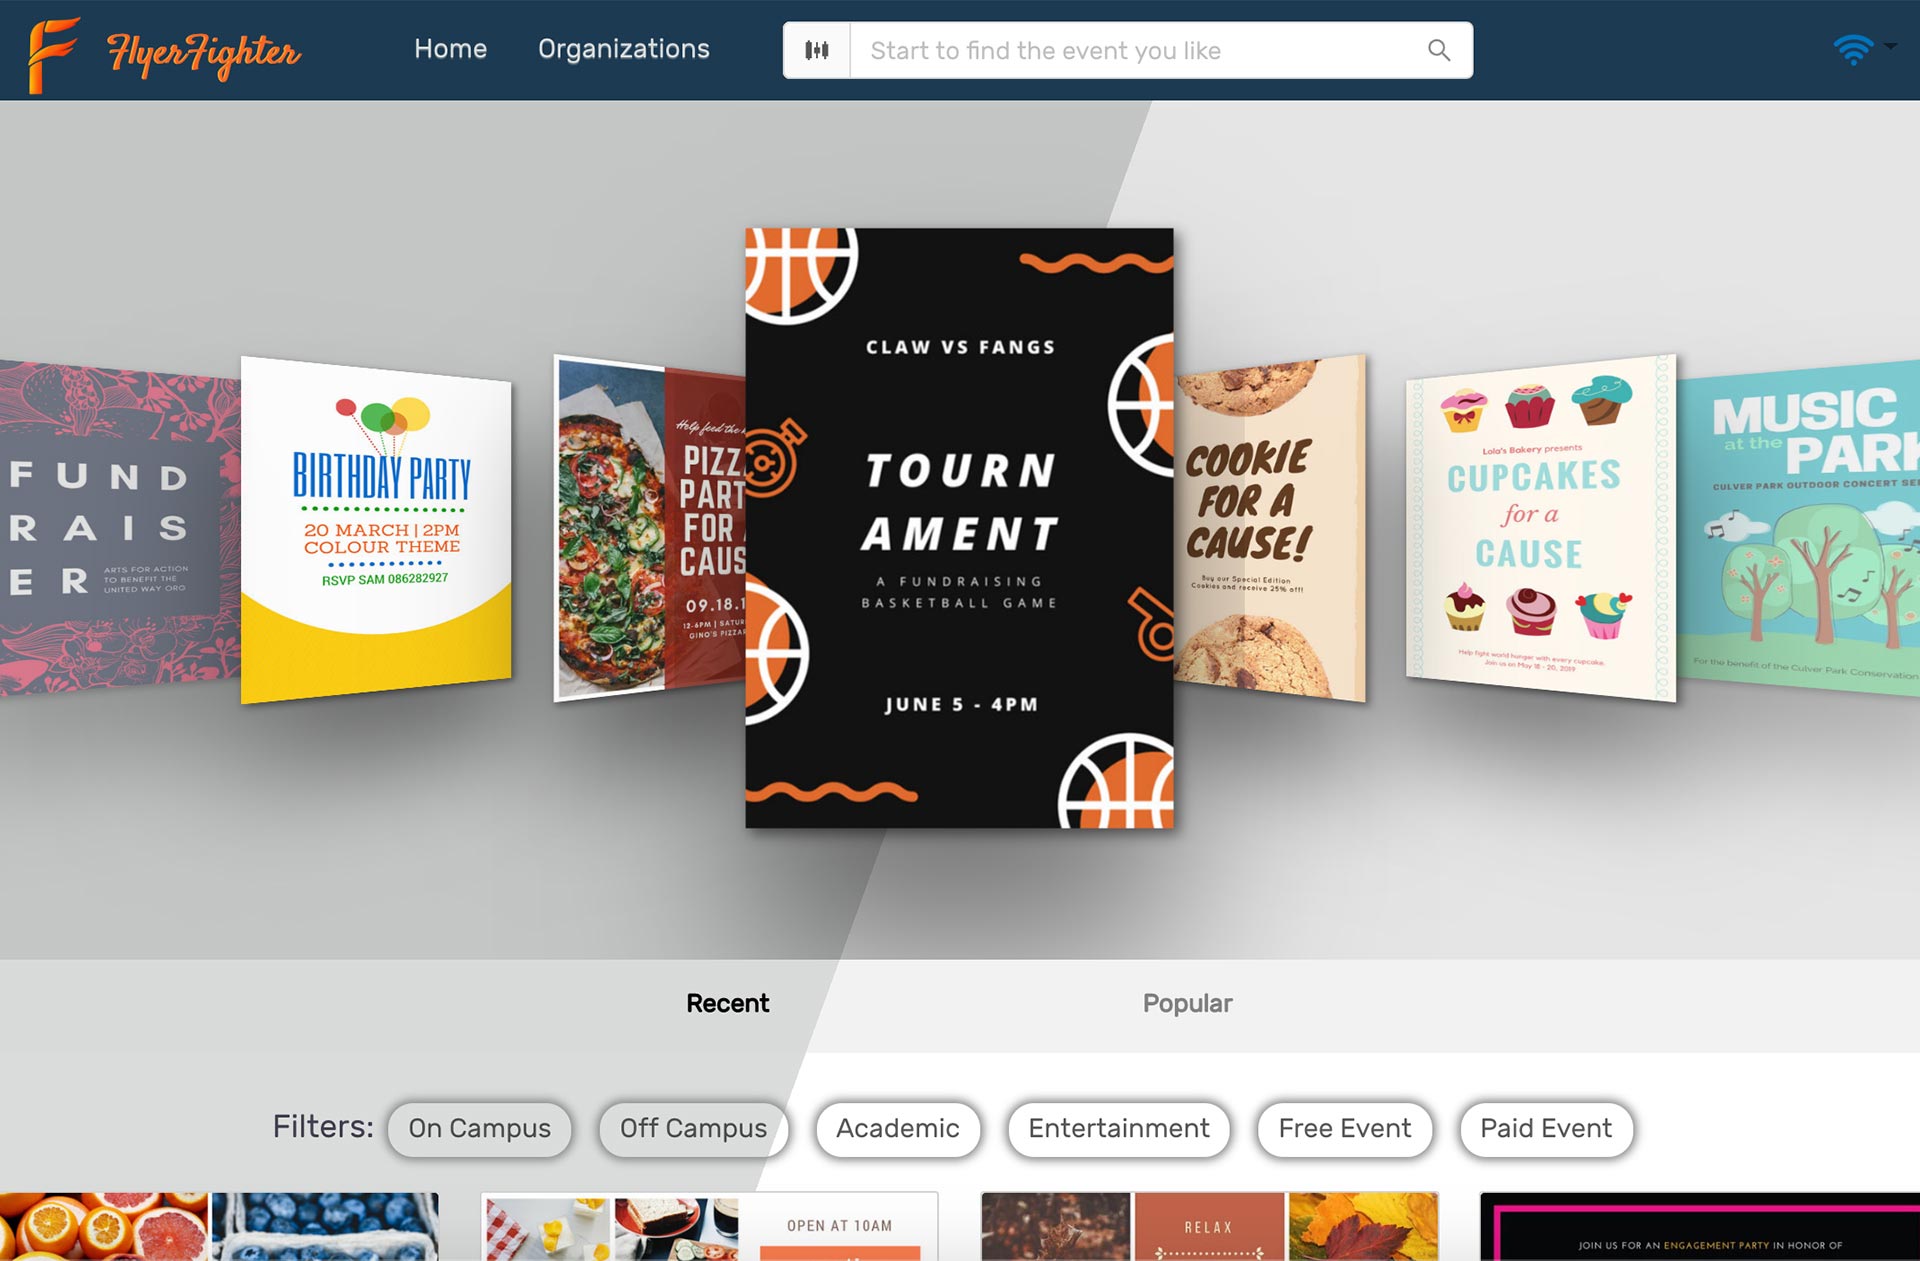 FlyerFighter
Home
Organizations
Start to find the event you like
FUND
RAIS
ER
ARTS FOR ACTION
TO BENEFIT THE
UNITED WAY ORG
BIRTHDAY PARTY
20 MARCH | 2PM
COLOUR THEME
RSVP SAM 086282927
Help feed the
PIZZ
PART
FOR
CAUS
09.18.1
12-6PM | SATUR
GINO'S PIZZA
CLAW VS FANGS
TOURN
AMENT
A FUNDRAISING
BASKETBALL GAME
JUNE 5 - 4PM
COOKIE
FOR A
CAUSE!
Buy our Special Edition
Cookies and receive 25% off!
Lola's Bakery presents
CUPCAKES
for a
CAUSE
Help fight world hunger with every cupcake.
Join us on May 18 - 20, 2019
MUSIC
at the
PARK
CULVER PARK OUTDOOR CONCERT SE
For the benefit of the Culver Park Conservation
Recent
Popular
Filters:
On Campus
Off Campus
Academic
Entertainment
Free Event
Paid Event
OPEN AT 10AM
RELAX
JOIN US FOR AN ENGAGEMENT PARTY IN HONOR OF